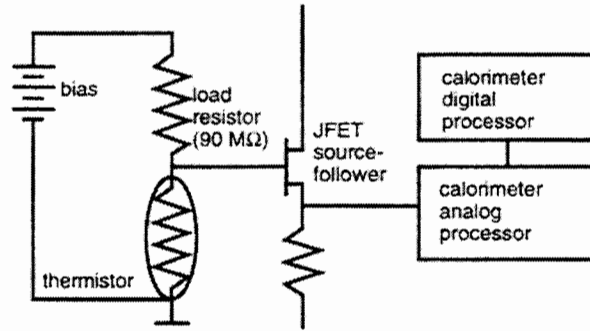 bias
load
resistor
(90 MΩ)
thermistor
JFET
source-
follower
calorimeter
digital
processor
calorimeter
analog
processor